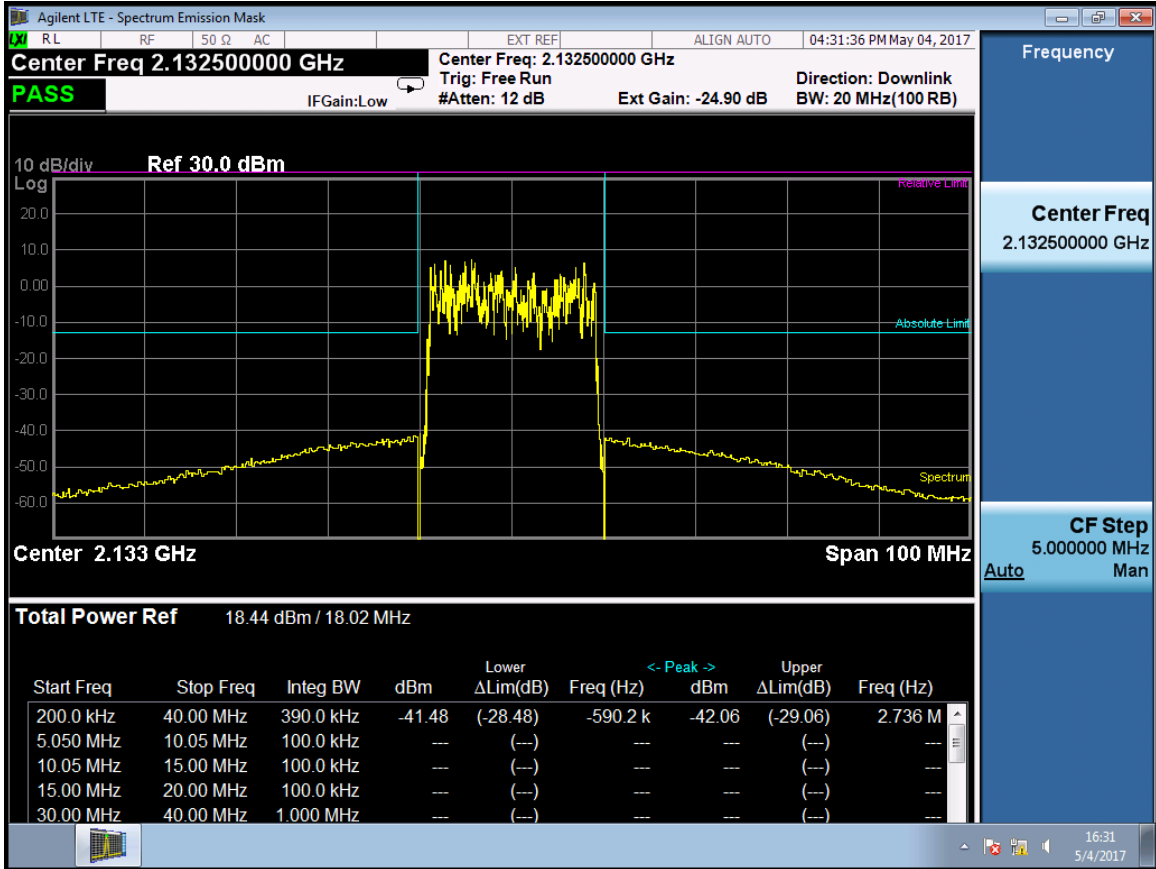 Agilent LTE - Spectrum Emission Mask
LXI RL RF 50 Ω AC EXT REF ALIGN AUTO 04:31:36 PM May 04, 2017
Center Freq 2.132500000 GHz
PASS
IFGain:Low
Center Freq: 2.132500000 GHz
Trig: Free Run
#Atten: 12 dB
Ext Gain: -24.90 dB
Direction: Downlink
BW: 20 MHz(100 RB)
Frequency
Center Freq
2.132500000 GHz
CF Step
5.000000 MHz
Auto Man
10 dB/div Ref 30.0 dBm
Log
Relative Limit
20.0
10.0
0.00
-10.0
Absolute Limit
-20.0
-30.0
-40.0
-50.0
Spectrum
-60.0
Center 2.133 GHz Span 100 MHz
Total Power Ref 18.44 dBm / 18.02 MHz
Lower <- Peak -> Upper
Start Freq Stop Freq Integ BW dBm ΔLim(dB) Freq (Hz) dBm ΔLim(dB) Freq (Hz)
200.0 kHz 40.00 MHz 390.0 kHz -41.48 (-28.48) -590.2 k -42.06 (-29.06) 2.736 M
5.050 MHz 10.05 MHz 100.0 kHz --- (---) --- --- (---) ---
10.05 MHz 15.00 MHz 100.0 kHz --- (---) --- --- (---) ---
15.00 MHz 20.00 MHz 100.0 kHz --- (---) --- --- (---) ---
30.00 MHz 40.00 MHz 1.000 MHz --- (---) --- --- (---) ---
16:31
5/4/2017